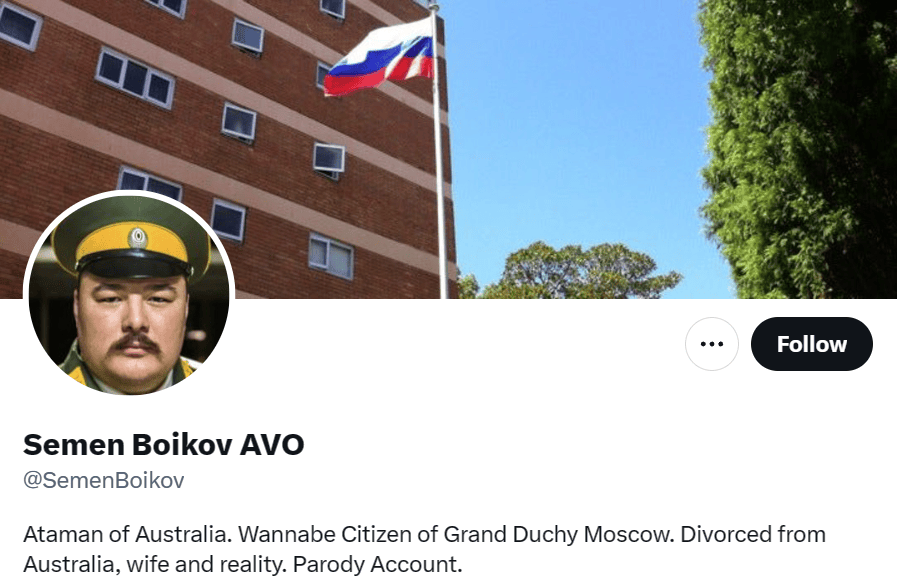 Follow
Semen Boikov AVO
@SemenBoikov
Ataman of Australia. Wannabe Citizen of Grand Duchy Moscow. Divorced from
Australia, wife and reality. Parody Account.